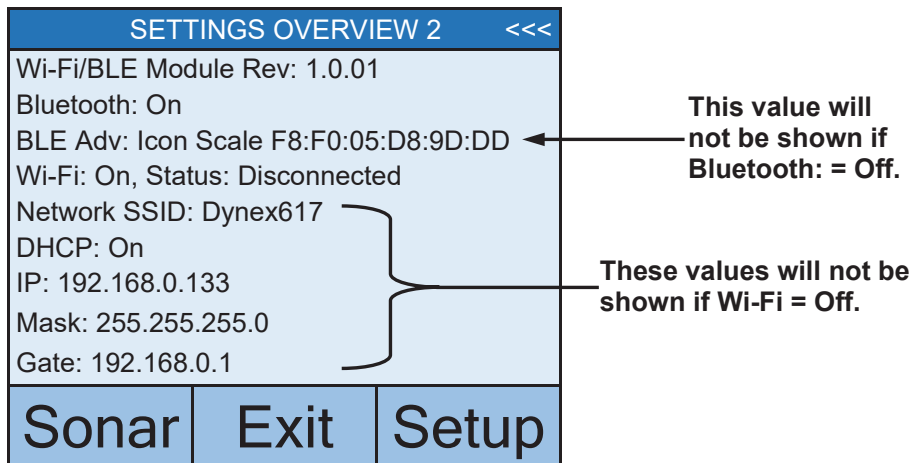 SETTINGS OVERVIEW 2 <<<
Wi-Fi/BLE Module Rev: 1.0.01
Bluetooth: On
BLE Adv: Icon Scale F8:F0:05:D8:9D:DD
Wi-Fi: On, Status: Disconnected
Network SSID: Dynex617
DHCP: On
IP: 192.168.0.133
Mask: 255.255.255.0
Gate: 192.168.0.1
Sonar Exit Setup
This value will
not be shown if
Bluetooth: = Off.
These values will not be
shown if Wi-Fi = Off.